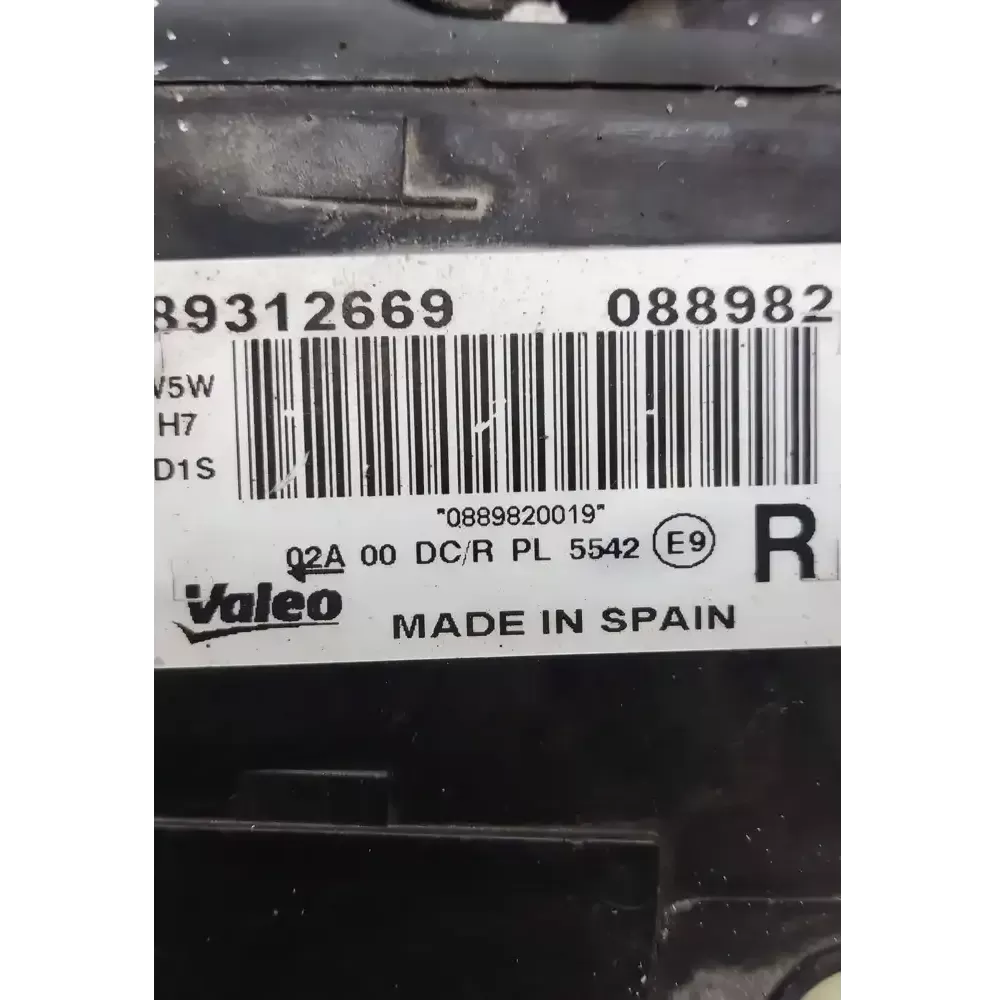 89312669 088982
W5W
H7
D1S
"0889820019"
02A 00 DC/R PL 5542 E9 R
Valeo MADE IN SPAIN